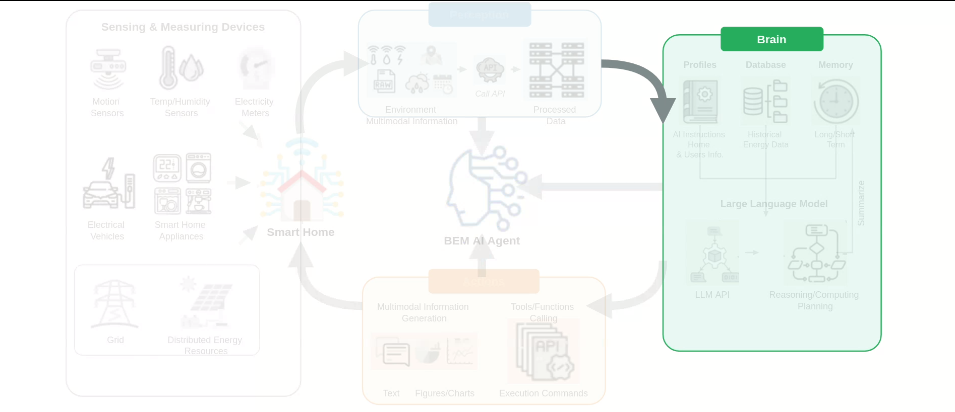 Sensing & Measuring Devices
Motion
Sensors
Temp/Humidity
Sensors
Electricity
Meters
Electrical
Vehicles
Smart Home
Appliances
Grid
Distributed Energy
Resources
Smart Home
Environment
Multimodal Information
Call API
Processed
Data
BEM AI Agent
Multimodal Information
Generation
Tools/Functions
Calling
Text
Figures/Charts
API
Execution Commands
Brain
Profiles
Database
Memory
AI Instructions
Home
& Users Info.
Historical
Energy Data
Long/Short
Term
Summarize
Large Language Model
LLM API
Reasoning/Computing
Planning